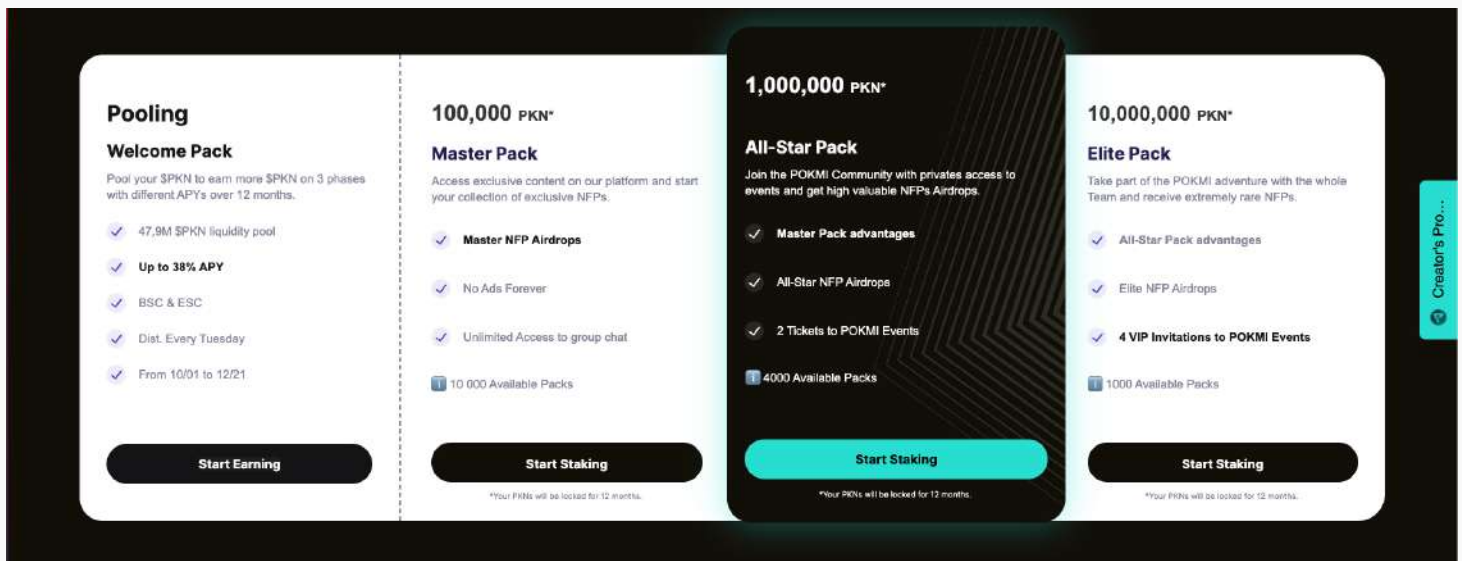 Pooling
Welcome Pack
Pool your $PKN to earn more $PKN on 3 phases
with different APYs over 12 months.
47,9M $PKN liquidity pool
Up to 38% APY
BSC & ESC
Dist. Every Tuesday
From 10/01 to 12/21
Start Earning
100,000 PKN*
Master Pack
Access exclusive content on our platform and start
your collection of exclusive NFPs.
Master NFP Airdrops
No Ads Forever
Unlimited Access to group chat
10 000 Available Packs
Start Staking
*Your PKNs will be locked for 12 months.
1,000,000 PKN*
All-Star Pack
Join the POKMI Community with privates access to
events and get high valuable NFPs Airdrops.
Master Pack advantages
All-Star NFP Airdrops
2 Tickets to POKMI Events
4000 Available Packs
Start Staking
*Your PKNs will be locked for 12 months.
10,000,000 PKN*
Elite Pack
Take part of the POKMI adventure with the whole
Team and receive extremely rare NFPs.
All-Star Pack advantages
Elite NFP Airdrops
4 VIP Invitations to POKMI Events
1000 Available Packs
Start Staking
*Your PKNs will be locked for 12 months.
Creator's Pro...